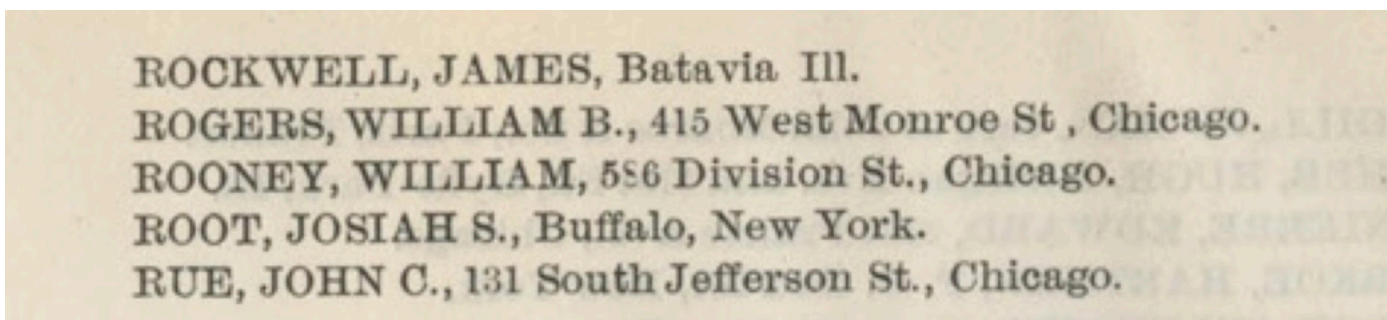 ROCKWELL, JAMES, Batavia Ill.
ROGERS, WILLIAM B., 415 West Monroe St , Chicago.
ROONEY, WILLIAM, 586 Division St., Chicago.
ROOT, JOSIAH S., Buffalo, New York.
RUE, JOHN C., 131 South Jefferson St., Chicago.